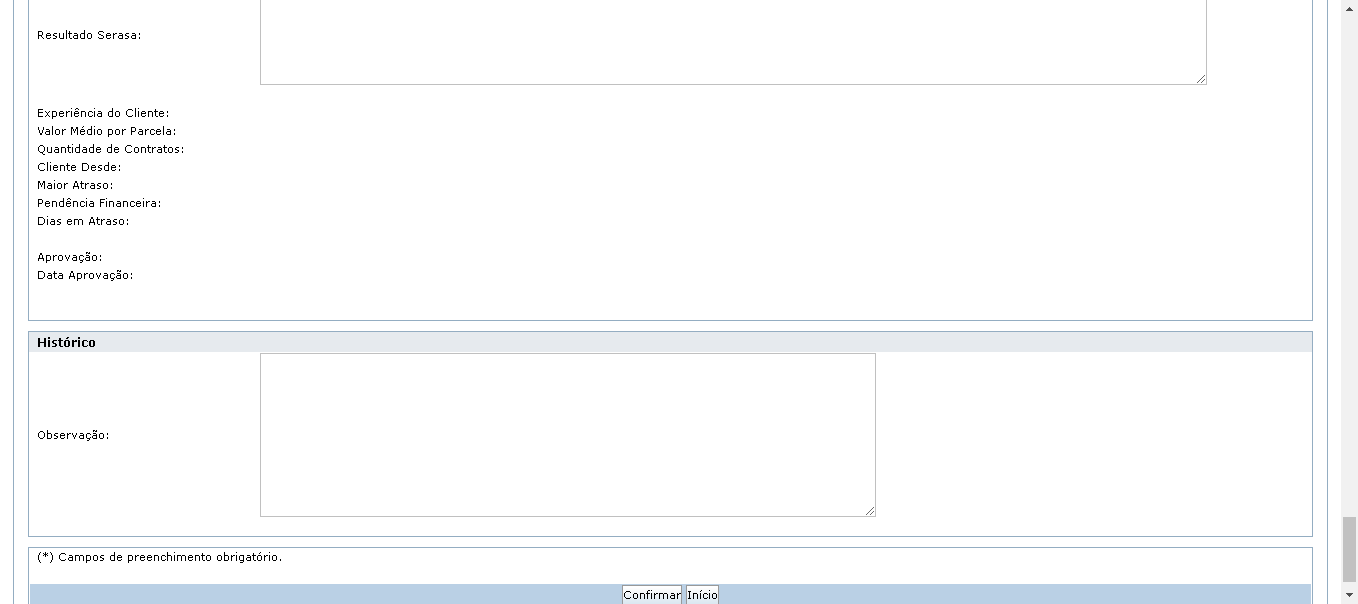 Resultado Serasa:
Experiência do Cliente:
Valor Médio por Parcela:
Quantidade de Contratos:
Cliente Desde:
Maior Atraso:
Pendência Financeira:
Dias em Atraso:
Aprovação:
Data Aprovação:
Histórico
Observação:
(*) Campos de preenchimento obrigatório.
Confirmar Início